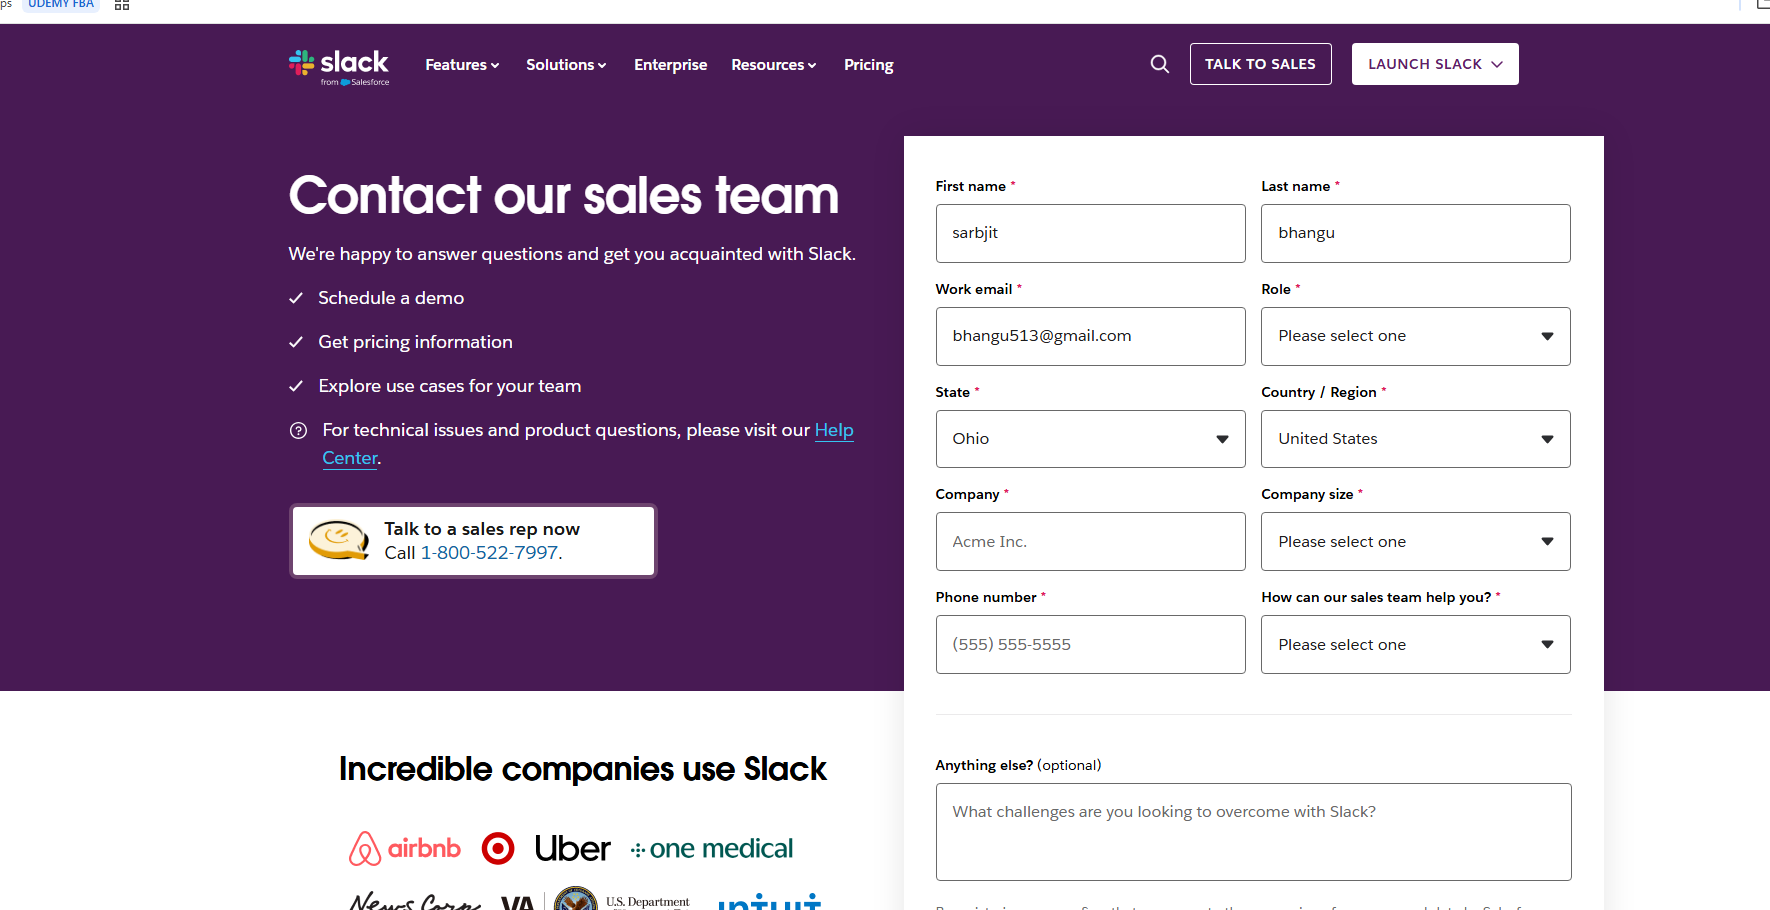 ps UDEMY FBA
slack
from Salesforce
Features Solutions Enterprise Resources Pricing
TALK TO SALES
LAUNCH SLACK
Contact our sales team
We're happy to answer questions and get you acquainted with Slack.
Schedule a demo
Get pricing information
Explore use cases for your team
For technical issues and product questions, please visit our Help
Center.
Talk to a sales rep now
Call 1-800-522-7997.
First name *
Last name *
sarbjit
bhangu
Work email *
Role *
bhangu513@gmail.com
Please select one
State *
Country / Region *
Ohio
United States
Company *
Company size *
Acme Inc.
Please select one
Phone number *
How can our sales team help you? *
(555) 555-5555
Please select one
Anything else? (optional)
What challenges are you looking to overcome with Slack?
Incredible companies use Slack
airbnb
Uber
one medical
News Corp
VA
U.S. Department
intuit